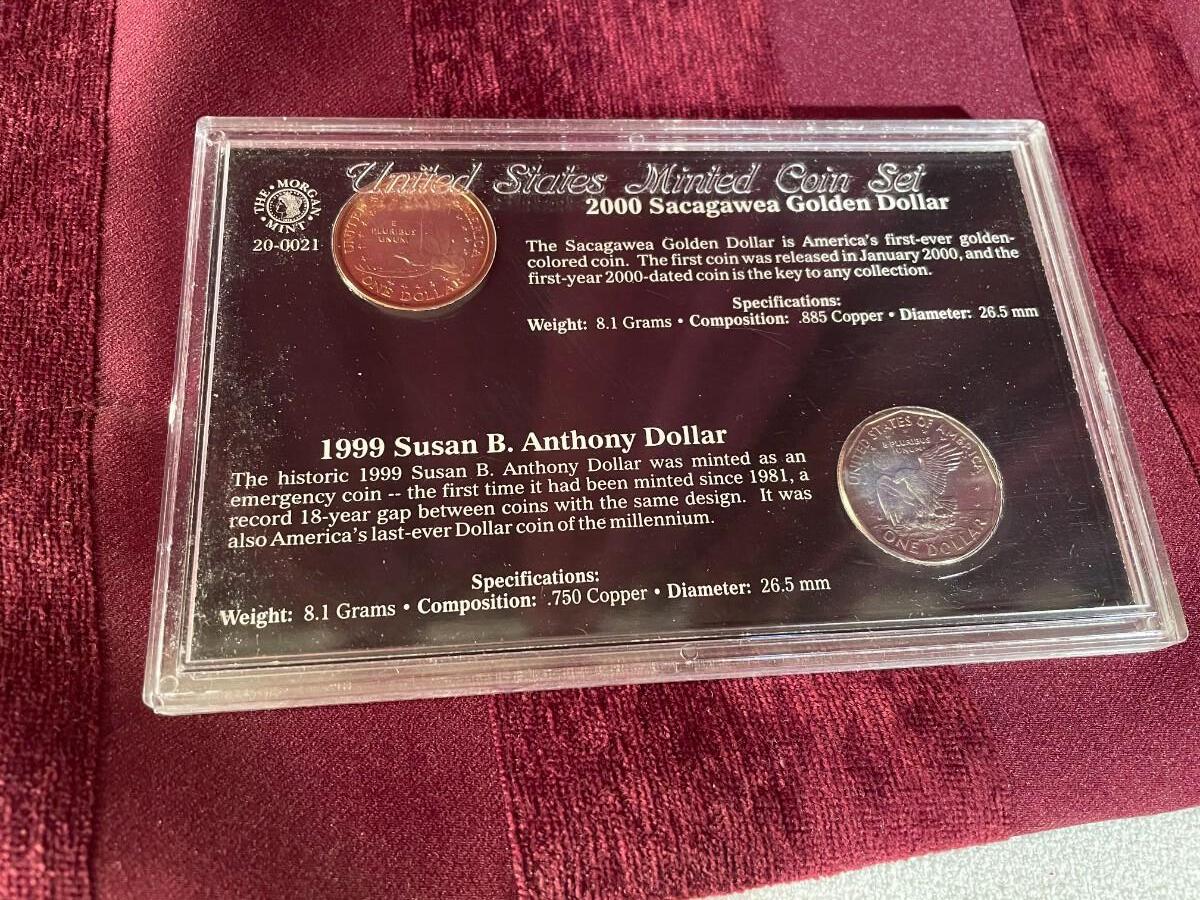 United States Minted Coin Set
THE • MORGAN • MINT •
20-0021
2000 Sacagawea Golden Dollar
The Sacagawea Golden Dollar is America's first-ever golden-
colored coin. The first coin was released in January 2000, and the
first-year 2000-dated coin is the key to any collection.
Specifications:
Weight: 8.1 Grams • Composition: .885 Copper • Diameter: 26.5 mm
E
PLURIBUS
UNUM
ONE DOLLAR
1999 Susan B. Anthony Dollar
The historic 1999 Susan B. Anthony Dollar was minted as an
emergency coin -- the first time it had been minted since 1981, a
record 18-year gap between coins with the same design. It was
also America's last-ever Dollar coin of the millennium.
Specifications:
Weight: 8.1 Grams • Composition: .750 Copper • Diameter: 26.5 mm
UNITED STATES OF AMERICA
E PLURIBUS
UNUM
ONE DOLLAR